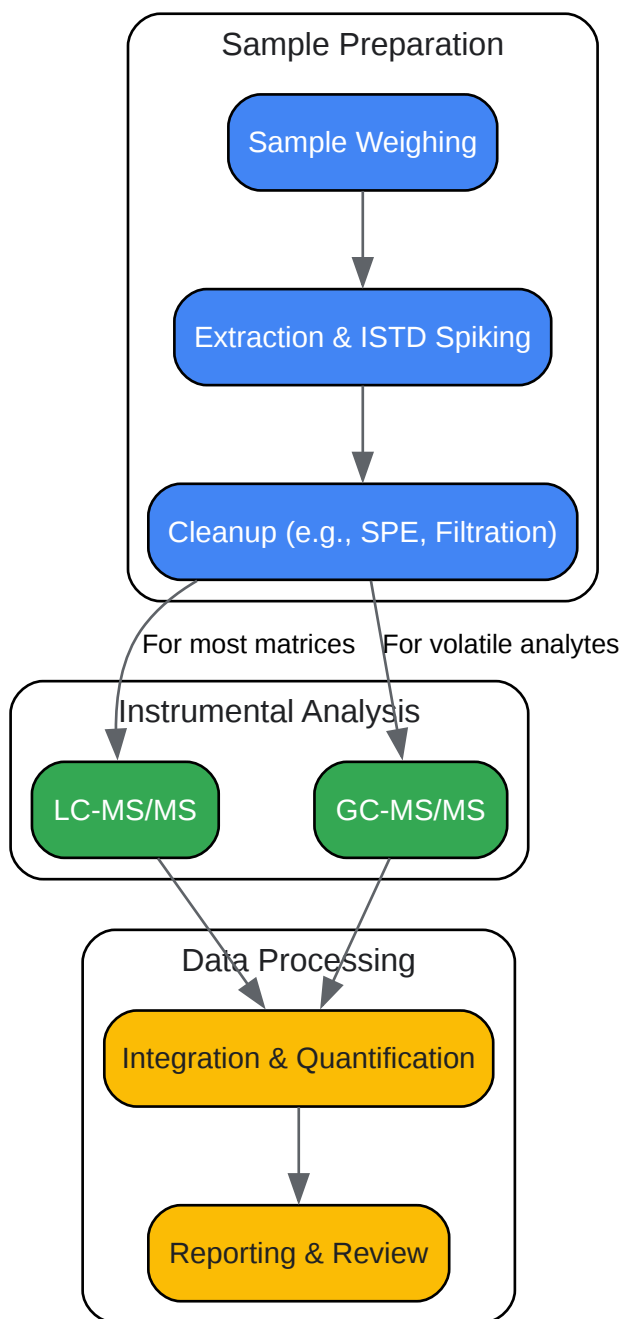 Sample Preparation
Sample Weighing
Extraction & ISTD Spiking
Cleanup (e.g., SPE, Filtration)
For most matrices
For volatile analytes
Instrumental Analysis
LC-MS/MS
GC-MS/MS
Data Processing
Integration & Quantification
Reporting & Review